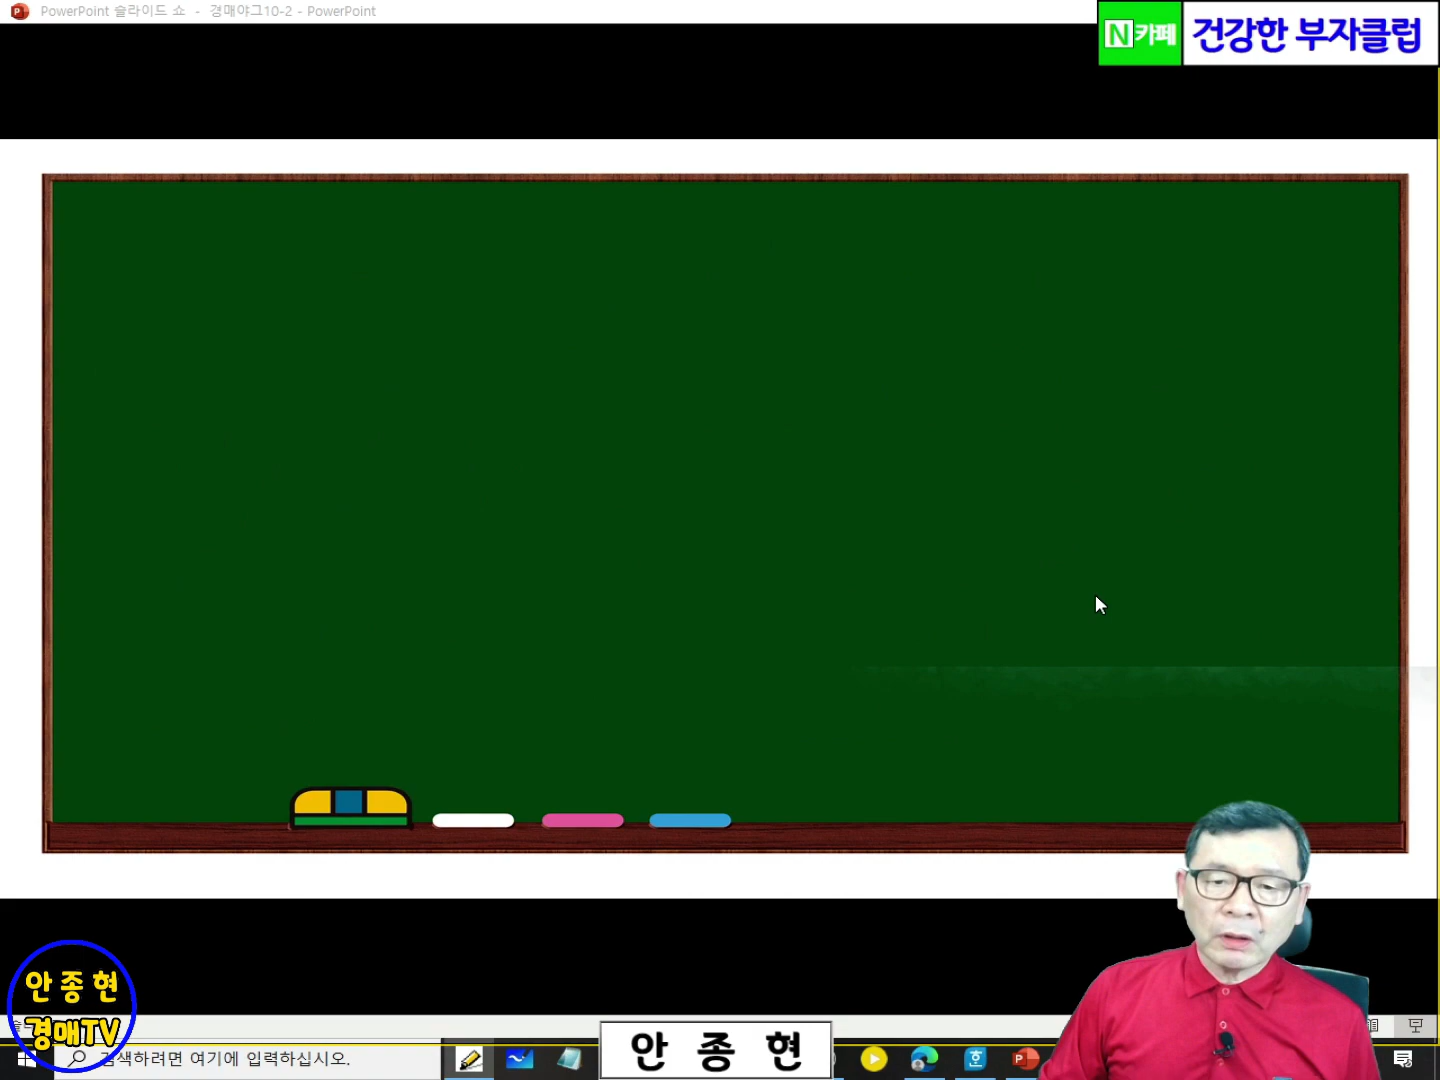 PowerPoint 슬라이드 쇼 - 경매야그10-2 - PowerPoint
N카페 건강한 부자클럽
안종현
경매TV
검색하려면 여기에 입력하십시오.
안 종 현